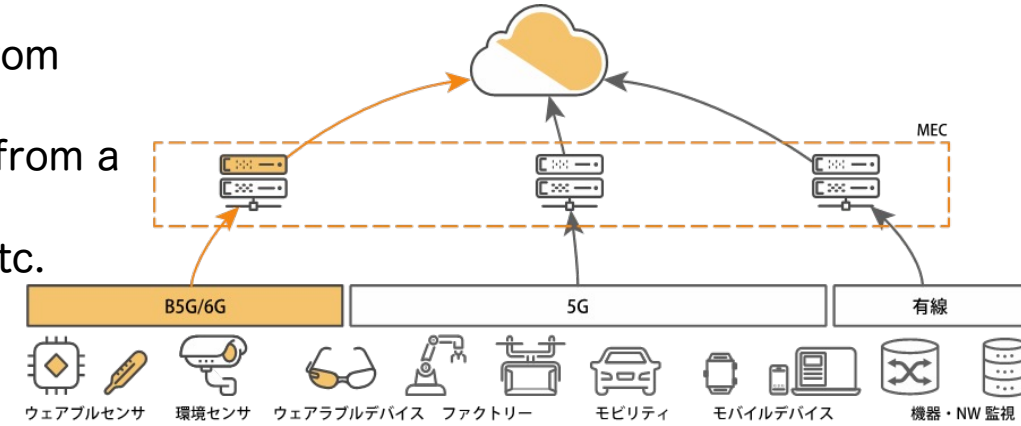 om
from a
tc.
MEC
B5G/6G
5G
有線
ウェアブルセンサ
環境センサ
ウェアラブルデバイス
ファクトリー
モビリティ
モバイルデバイス
機器・NW 監視